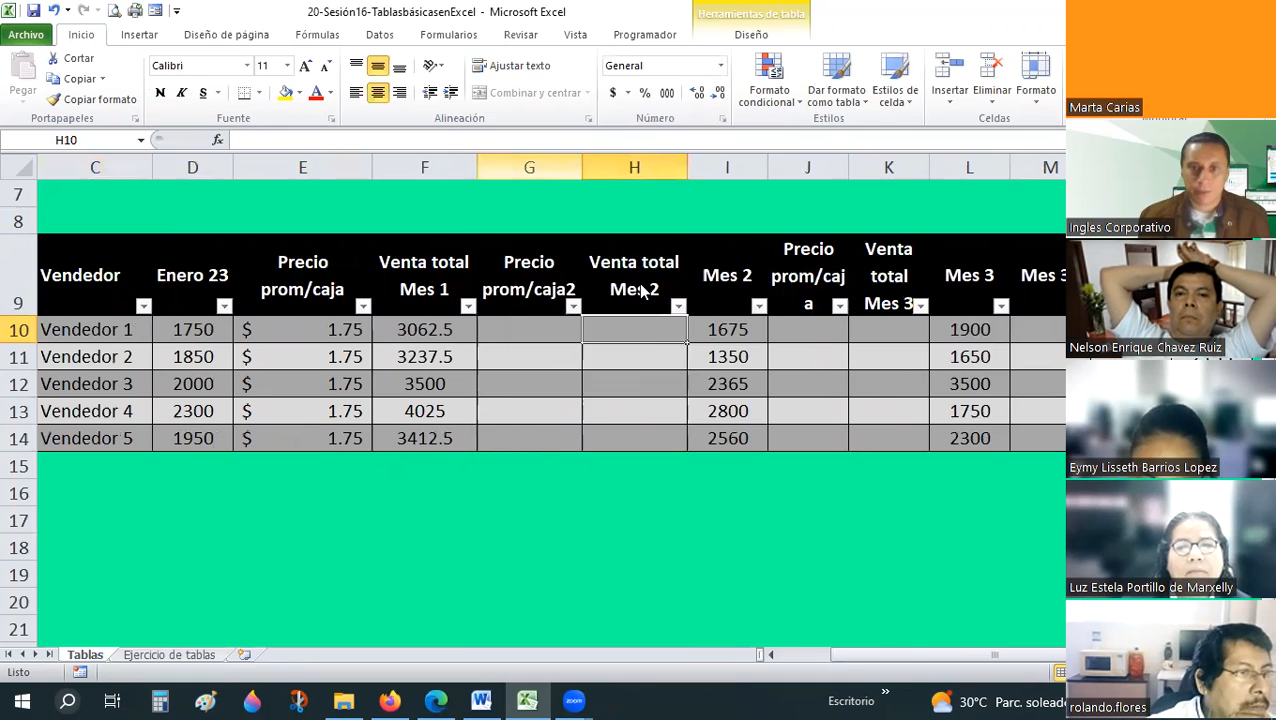 20-Sesión16-TablasbásicasenExcel - Microsoft Excel
Herramientas de tabla
Archivo Inicio Insertar Diseño de página Fórmulas Datos Formularios Revisar Vista Programador Diseño
Pegar
Cortar
Copiar
Copiar formato
Portapapeles
Calibri 11
N K S
Fuente
Ajustar texto
Combinar y centrar
Alineación
General
$ % 000
Número
Formato condicional
Dar formato como tabla
Estilos de celda
Estilos
Insertar
Eliminar
Formato
Celdas
H10 fx
C D E F G H I J K L M
7
8
9 Vendedor Enero 23 Precio prom/caja Venta total Mes 1 Precio prom/caja2 Venta total Mes 2 Mes 2 Precio prom/caja Venta total Mes 3 Mes 3 Mes 3
10 Vendedor 1 1750 $ 1.75 3062.5 1675 1900
11 Vendedor 2 1850 $ 1.75 3237.5 1350 1650
12 Vendedor 3 2000 $ 1.75 3500 2365 3500
13 Vendedor 4 2300 $ 1.75 4025 2800 1750
14 Vendedor 5 1950 $ 1.75 3412.5 2560 2300
15
16
17
18
19
20
21
Tablas Ejercicio de tablas
Listo
Escritorio » 30°C Parc. soleado
Marta Carias
Ingles Corporativo
Nelson Enrique Chavez Ruiz
Eymy Lisseth Barrios Lopez
Luz Estela Portillo de Marxelly
rolando.flores